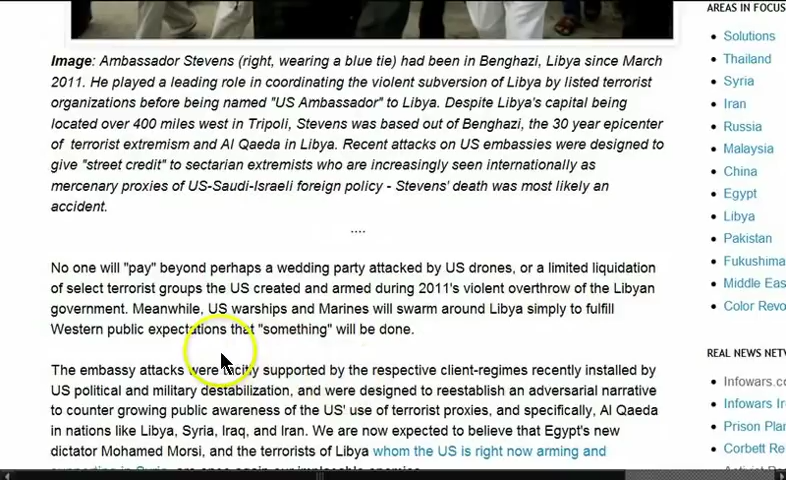 Image: Ambassador Stevens (right, wearing a blue tie) had been in Benghazi, Libya since March
2011. He played a leading role in coordinating the violent subversion of Libya by listed terrorist
organizations before being named "US Ambassador" to Libya. Despite Libya's capital being
located over 400 miles west in Tripoli, Stevens was based out of Benghazi, the 30 year epicenter
of terrorist extremism and Al Qaeda in Libya. Recent attacks on US embassies were designed to
give "street credit" to sectarian extremists who are increasingly seen internationally as
mercenary proxies of US-Saudi-Israeli foreign policy - Stevens' death was most likely an
accident.
....
No one will "pay" beyond perhaps a wedding party attacked by US drones, or a limited liquidation
of select terrorist groups the US created and armed during 2011's violent overthrow of the Libyan
government. Meanwhile, US warships and Marines will swarm around Libya simply to fulfill
Western public expectations that "something" will be done.
The embassy attacks were tacitly supported by the respective client-regimes recently installed by
US political and military destabilization, and were designed to reestablish an adversarial narrative
to counter growing public awareness of the US' use of terrorist proxies, and specifically, Al Qaeda
in nations like Libya, Syria, Iraq, and Iran. We are now expected to believe that Egypt's new
dictator Mohamed Morsi, and the terrorists of Libya whom the US is right now arming and
supporting in Syria, are once again our implacable enemies.
AREAS IN FOCUS
Solutions
Thailand
Syria
Iran
Russia
Malaysia
China
Egypt
Libya
Pakistan
Fukushima
Middle Eas
Color Revo
REAL NEWS NETW
Infowars.c
Infowars Ir
Prison Plan
Corbett Re
Activist Po